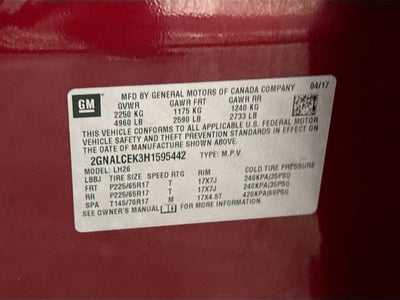 GM
MFD BY GENERAL MOTORS OF CANADA COMPANY 04/17
GVWR GAWR FRT GAWR RR
2250 KG 1175 KG 1240 KG
4960 LB 2590 LB 2733 LB
THIS VEHICLE CONFORMS TO ALL APPLICABLE U.S. FEDERAL MOTOR
VEHICLE SAFETY AND THEFT PREVENTION STANDARDS IN EFFECT ON
THE DATE OF MANUFACTURE SHOWN ABOVE.
2GNALCEK3H1595442 TYPE: M.P.V.
MODEL: LH26
LBBJ TIRE SIZE SPEED RTG RIM COLD TIRE PRESSURE
FRT P225/65R17 T 17X7J 240KPA(35PSI)
RR P225/65R17 T 17X7J 240KPA(35PSI)
SPA T145/70R17 M 17X4.5T 420KPA(60PSI)
SEE OWNER'S MANUAL FOR MORE INFORMATION.